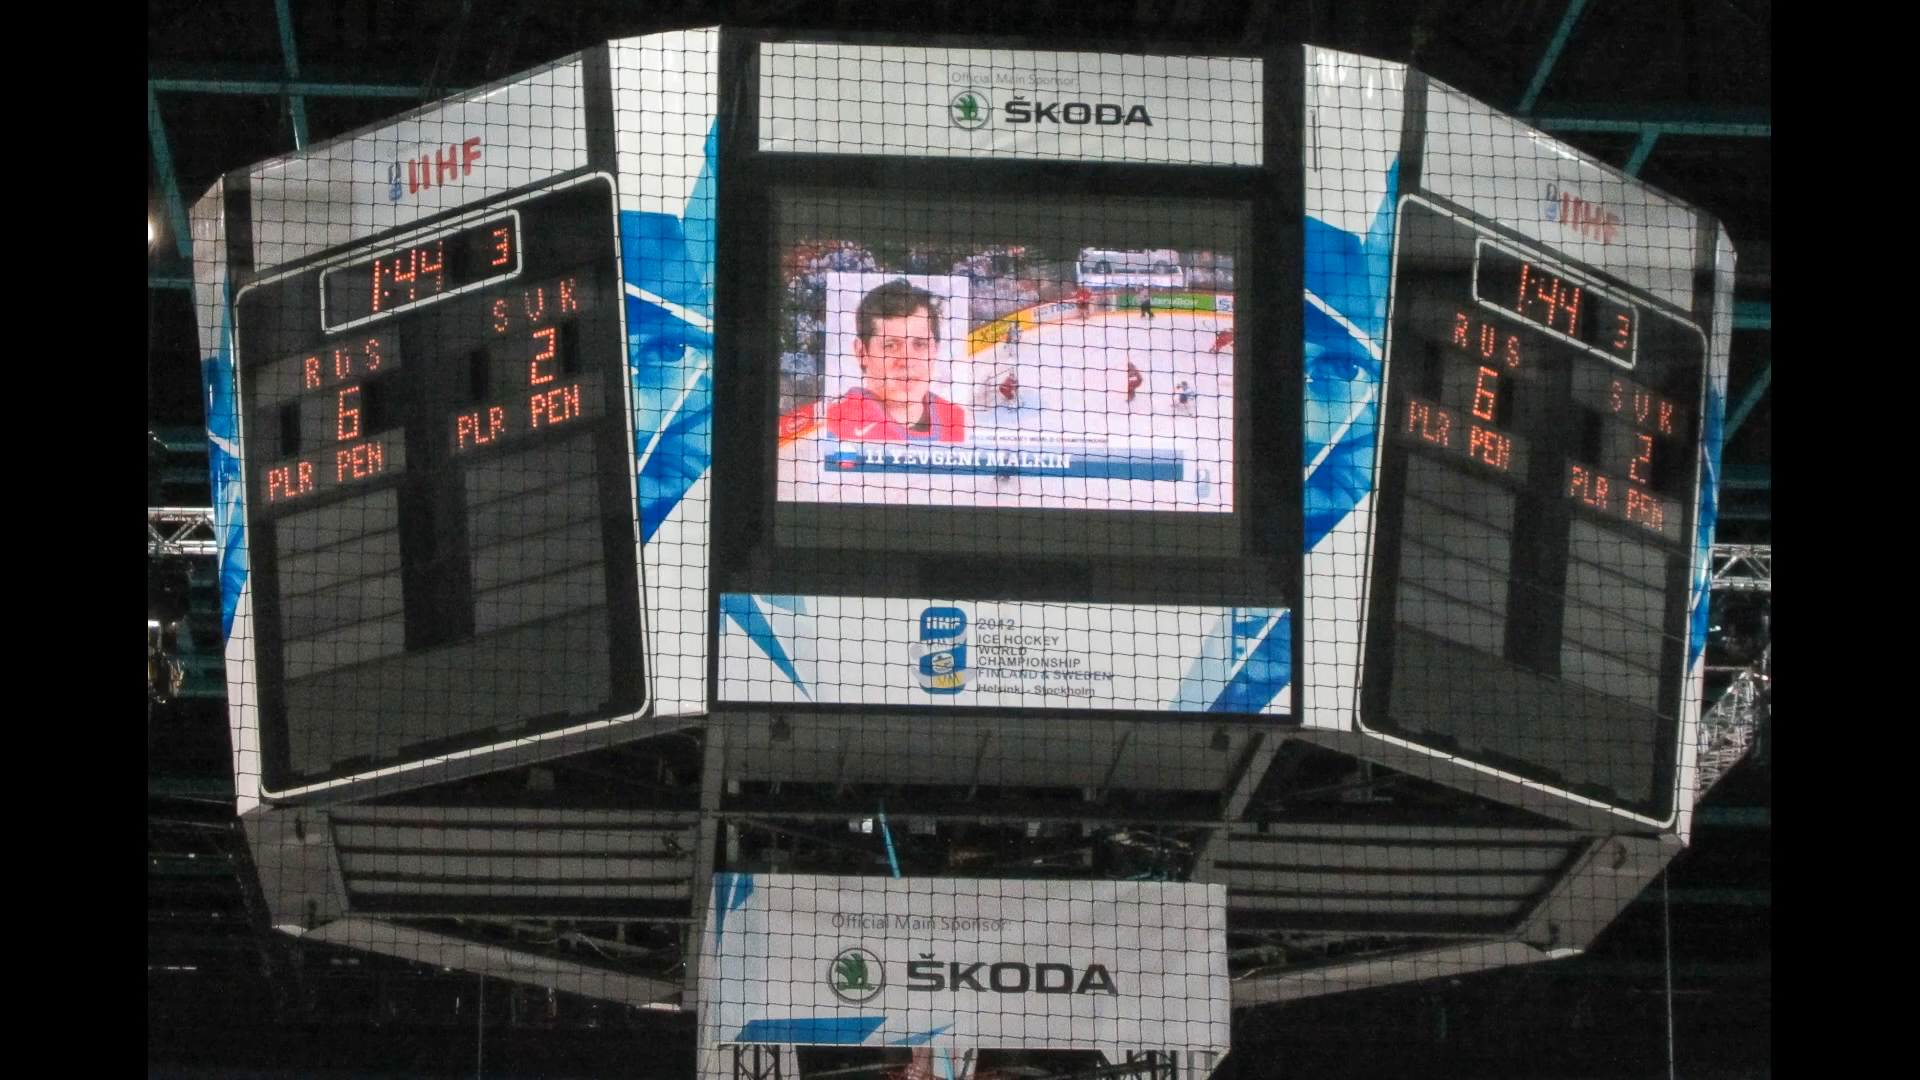 Official Main Sponsor:
ŠKODA
IIHF
1:44 3
RUS
SVK
6
2
PLR PEN
PLR PEN
11 YEVGENI MALKIN
IIHF
1:44 3
RUS
SVK
6
2
PLR PEN
PLR PEN
2012
ICE HOCKEY
WORLD
CHAMPIONSHIP
FINLAND & SWEDEN
Helsinki - Stockholm
Official Main Sponsor:
ŠKODA